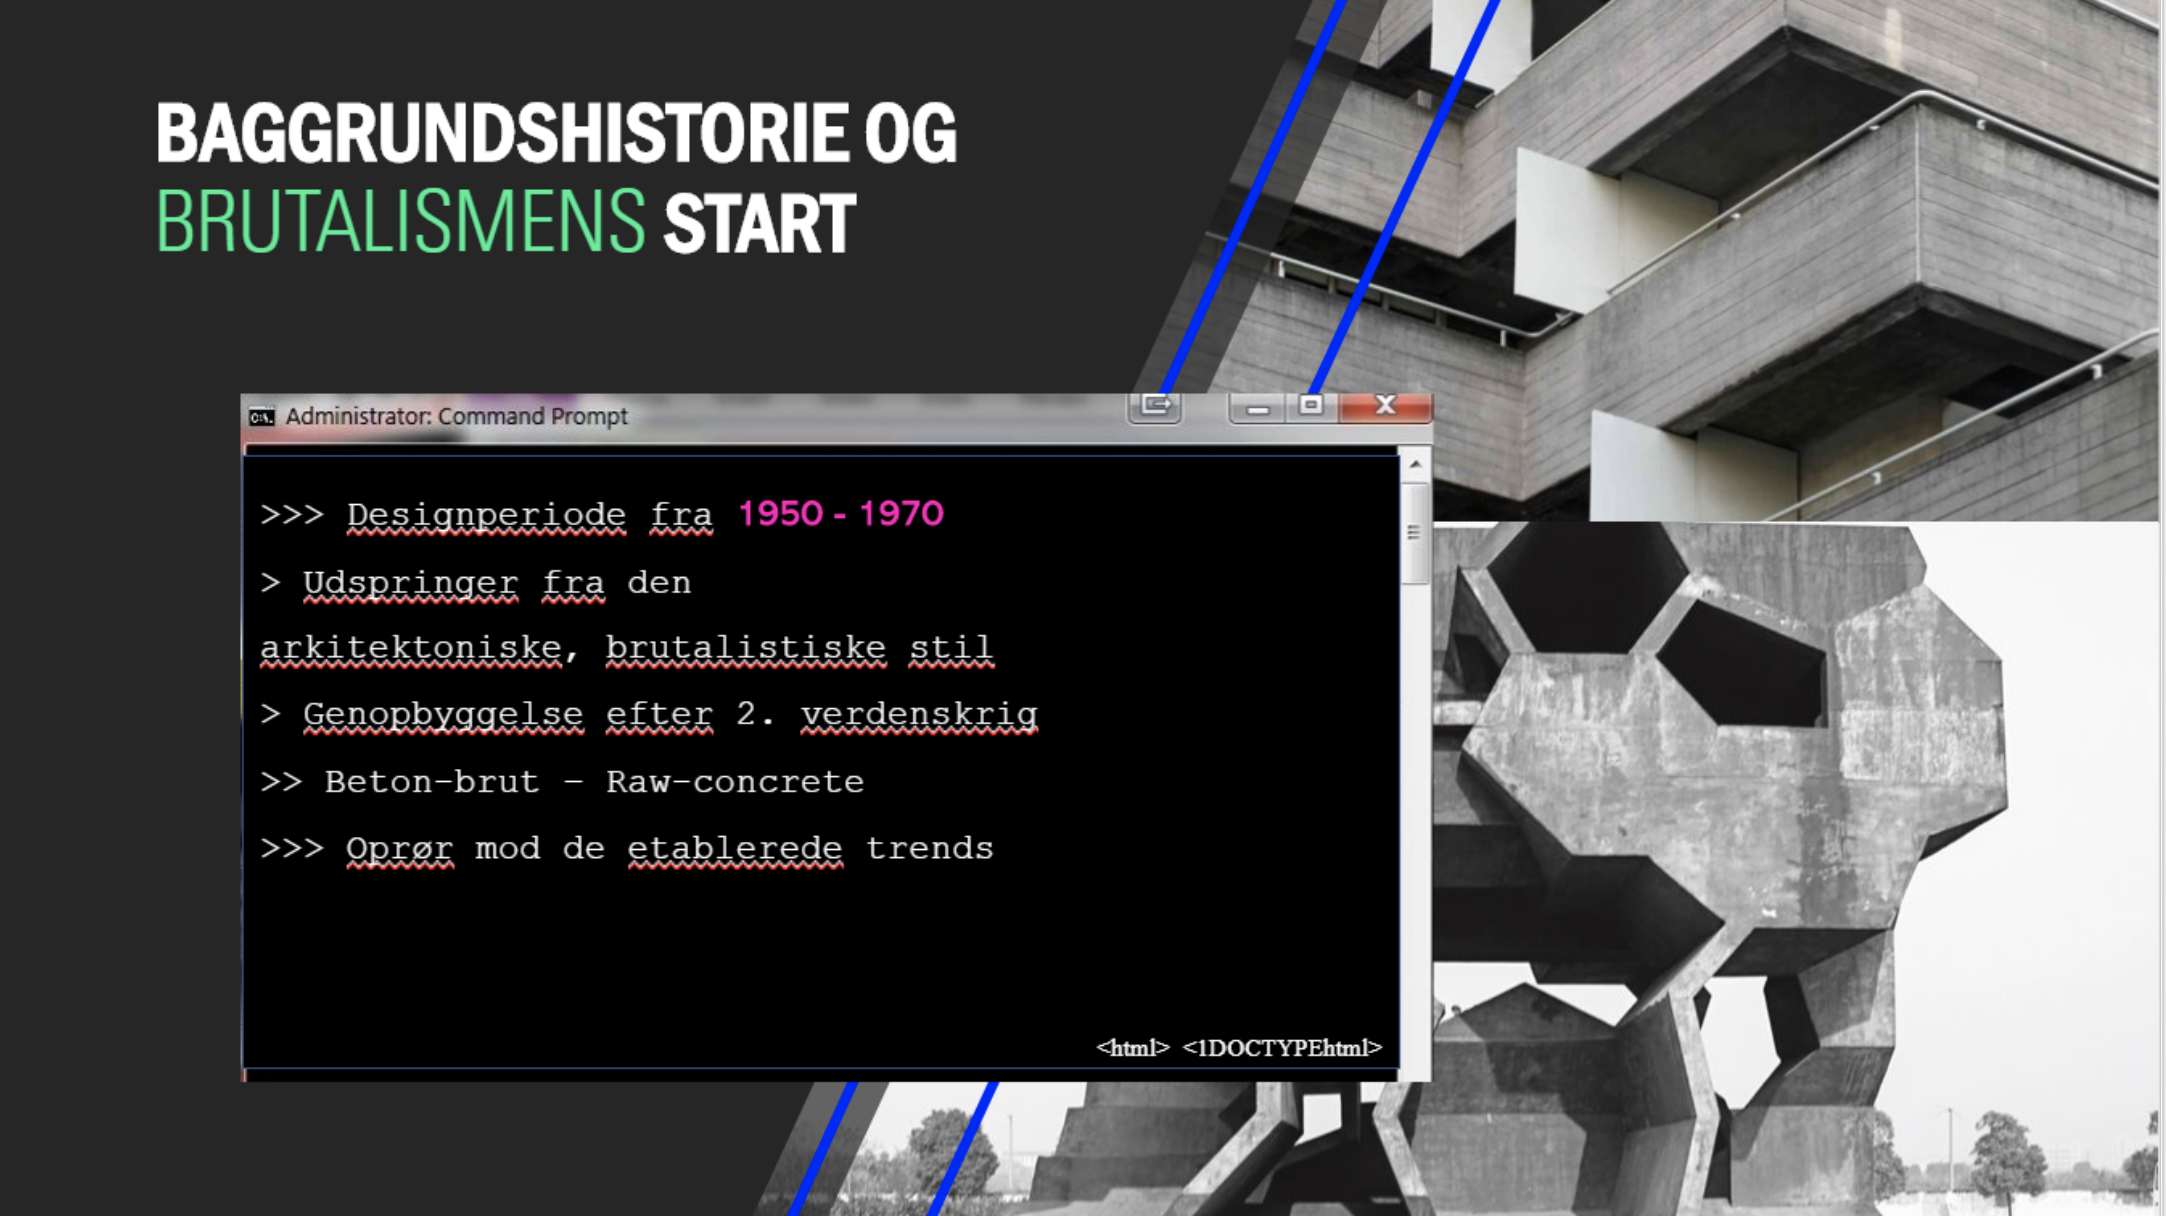 BAGGRUNDSHISTORIE OG
BRUTALISMENS START
Administrator: Command Prompt
>>> Designperiode fra 1950 - 1970
> Udspringer fra den
arkitektoniske, brutalistiske stil
> Genopbyggelse efter 2. verdenskrig
>> Beton-brut – Raw-concrete
>>> Oprør mod de etablerede trends
<html> <1DOCTYPEhtml>